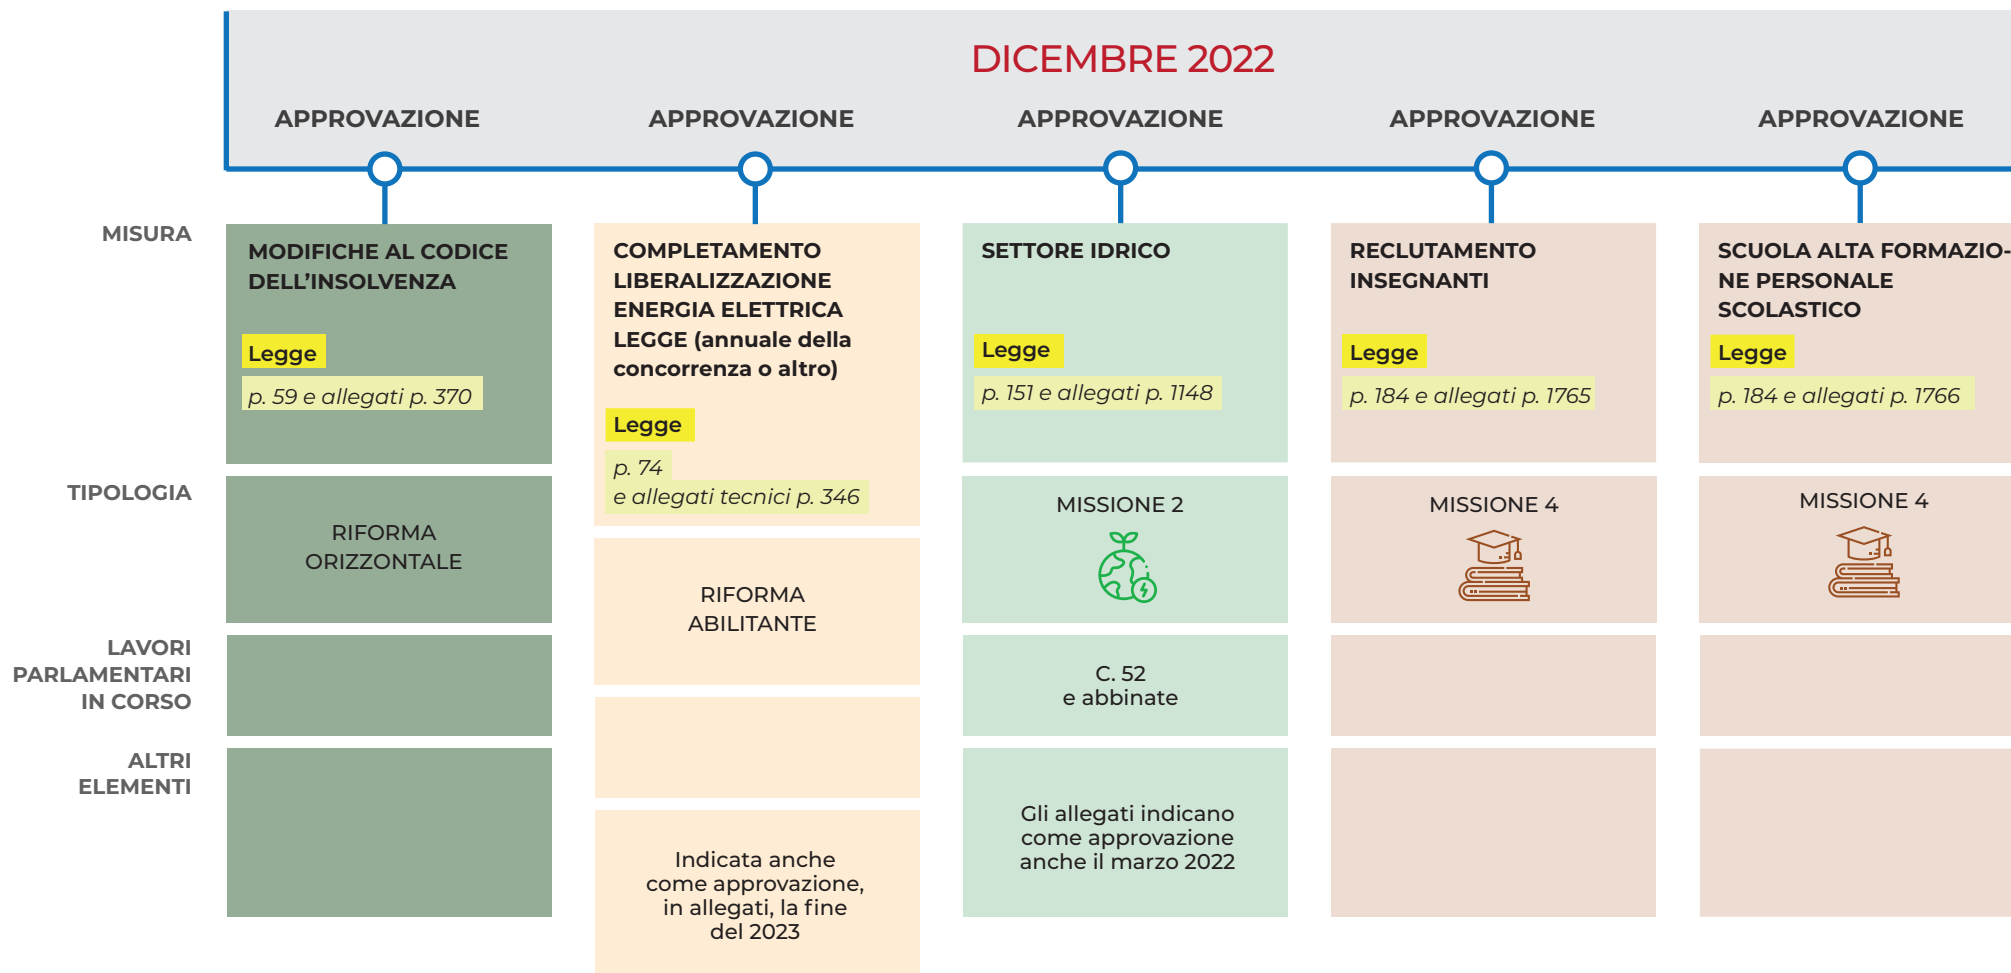 DICEMBRE 2022
APPROVAZIONE
APPROVAZIONE
APPROVAZIONE
APPROVAZIONE
APPROVAZIONE
MISURA
MODIFICHE AL CODICE
DELL'INSOLVENZA
Legge
p. 59 e allegati p. 370
COMPLETAMENTO
LIBERALIZZAZIONE
ENERGIA ELETTRICA
LEGGE (annuale della
concorrenza o altro)
Legge
p. 74
e allegati tecnici p. 346
SETTORE IDRICO
Legge
p. 151 e allegati p. 1148
RECLUTAMENTO
INSEGNANTI
Legge
p. 184 e allegati p. 1765
SCUOLA ALTA FORMAZIO-
NE PERSONALE
SCOLASTICO
Legge
p. 184 e allegati p. 1766
TIPOLOGIA
RIFORMA
ORIZZONTALE
RIFORMA
ABILITANTE
MISSIONE 2
MISSIONE 4
MISSIONE 4
LAVORI
PARLAMENTARI
IN CORSO
C. 52
e abbinate
ALTRI
ELEMENTI
Indicata anche
come approvazione,
in allegati, la fine
del 2023
Gli allegati indicano
come approvazione
anche il marzo 2022